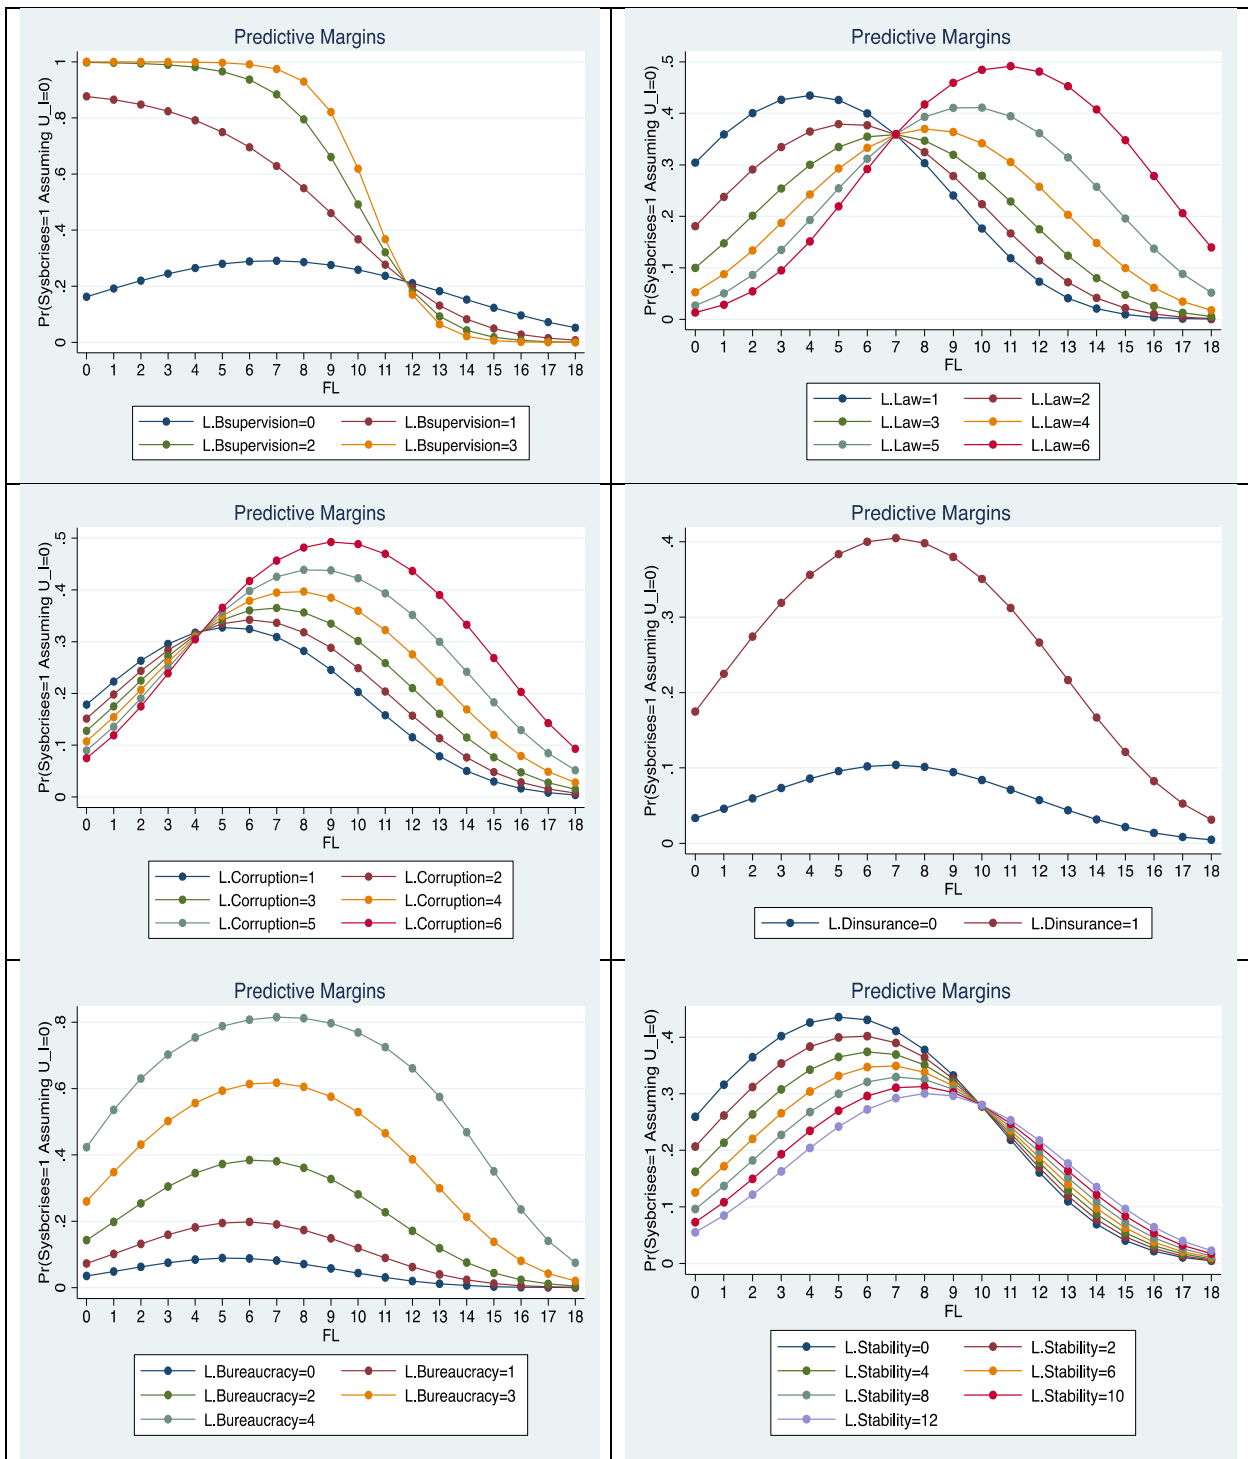 Predictive Margins
Pr(Sysbcrises=1 Assuming U_I=0)
1
.8
.6
.4
.2
0
0 1 2 3 4 5 6 7 8 9 10 11 12 13 14 15 16 17 18
FL
L.Bsupervision=0 L.Bsupervision=1
L.Bsupervision=2 L.Bsupervision=3
Predictive Margins
Pr(Sysbcrises=1 Assuming U_I=0)
.5
.4
.3
.2
.1
0
0 1 2 3 4 5 6 7 8 9 10 11 12 13 14 15 16 17 18
FL
L.Law=1 L.Law=2
L.Law=3 L.Law=4
L.Law=5 L.Law=6
Predictive Margins
Pr(Sysbcrises=1 Assuming U_I=0)
.5
.4
.3
.2
.1
0
0 1 2 3 4 5 6 7 8 9 10 11 12 13 14 15 16 17 18
FL
L.Corruption=1 L.Corruption=2
L.Corruption=3 L.Corruption=4
L.Corruption=5 L.Corruption=6
Predictive Margins
Pr(Sysbcrises=1 Assuming U_I=0)
.4
.3
.2
.1
0
0 1 2 3 4 5 6 7 8 9 10 11 12 13 14 15 16 17 18
FL
L.Dinsurance=0 L.Dinsurance=1
Predictive Margins
Pr(Sysbcrises=1 Assuming U_I=0)
.8
.6
.4
.2
0
0 1 2 3 4 5 6 7 8 9 10 11 12 13 14 15 16 17 18
FL
L.Bureaucracy=0 L.Bureaucracy=1
L.Bureaucracy=2 L.Bureaucracy=3
L.Bureaucracy=4
Predictive Margins
Pr(Sysbcrises=1 Assuming U_I=0)
.4
.3
.2
.1
0
0 1 2 3 4 5 6 7 8 9 10 11 12 13 14 15 16 17 18
FL
L.Stability=0 L.Stability=2
L.Stability=4 L.Stability=6
L.Stability=8 L.Stability=10
L.Stability=12